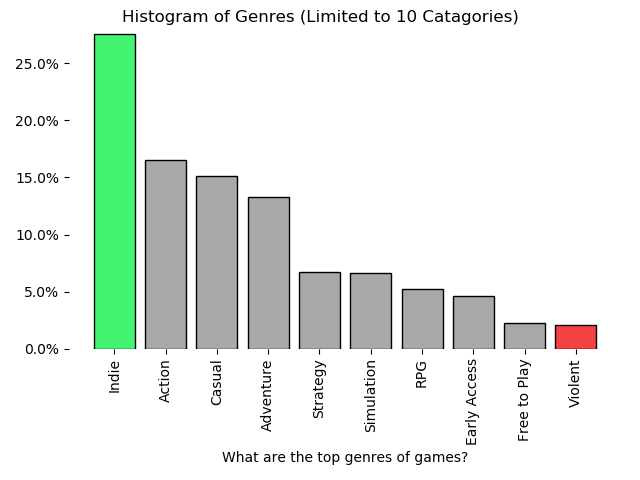 Histogram of Genres (Limited to 10 Catagories)
25.0%
20.0%
15.0%
10.0%
5.0%
0.0%
Indie
Action
Casual
Adventure
Strategy
Simulation
RPG
Early Access
Free to Play
Violent
What are the top genres of games?